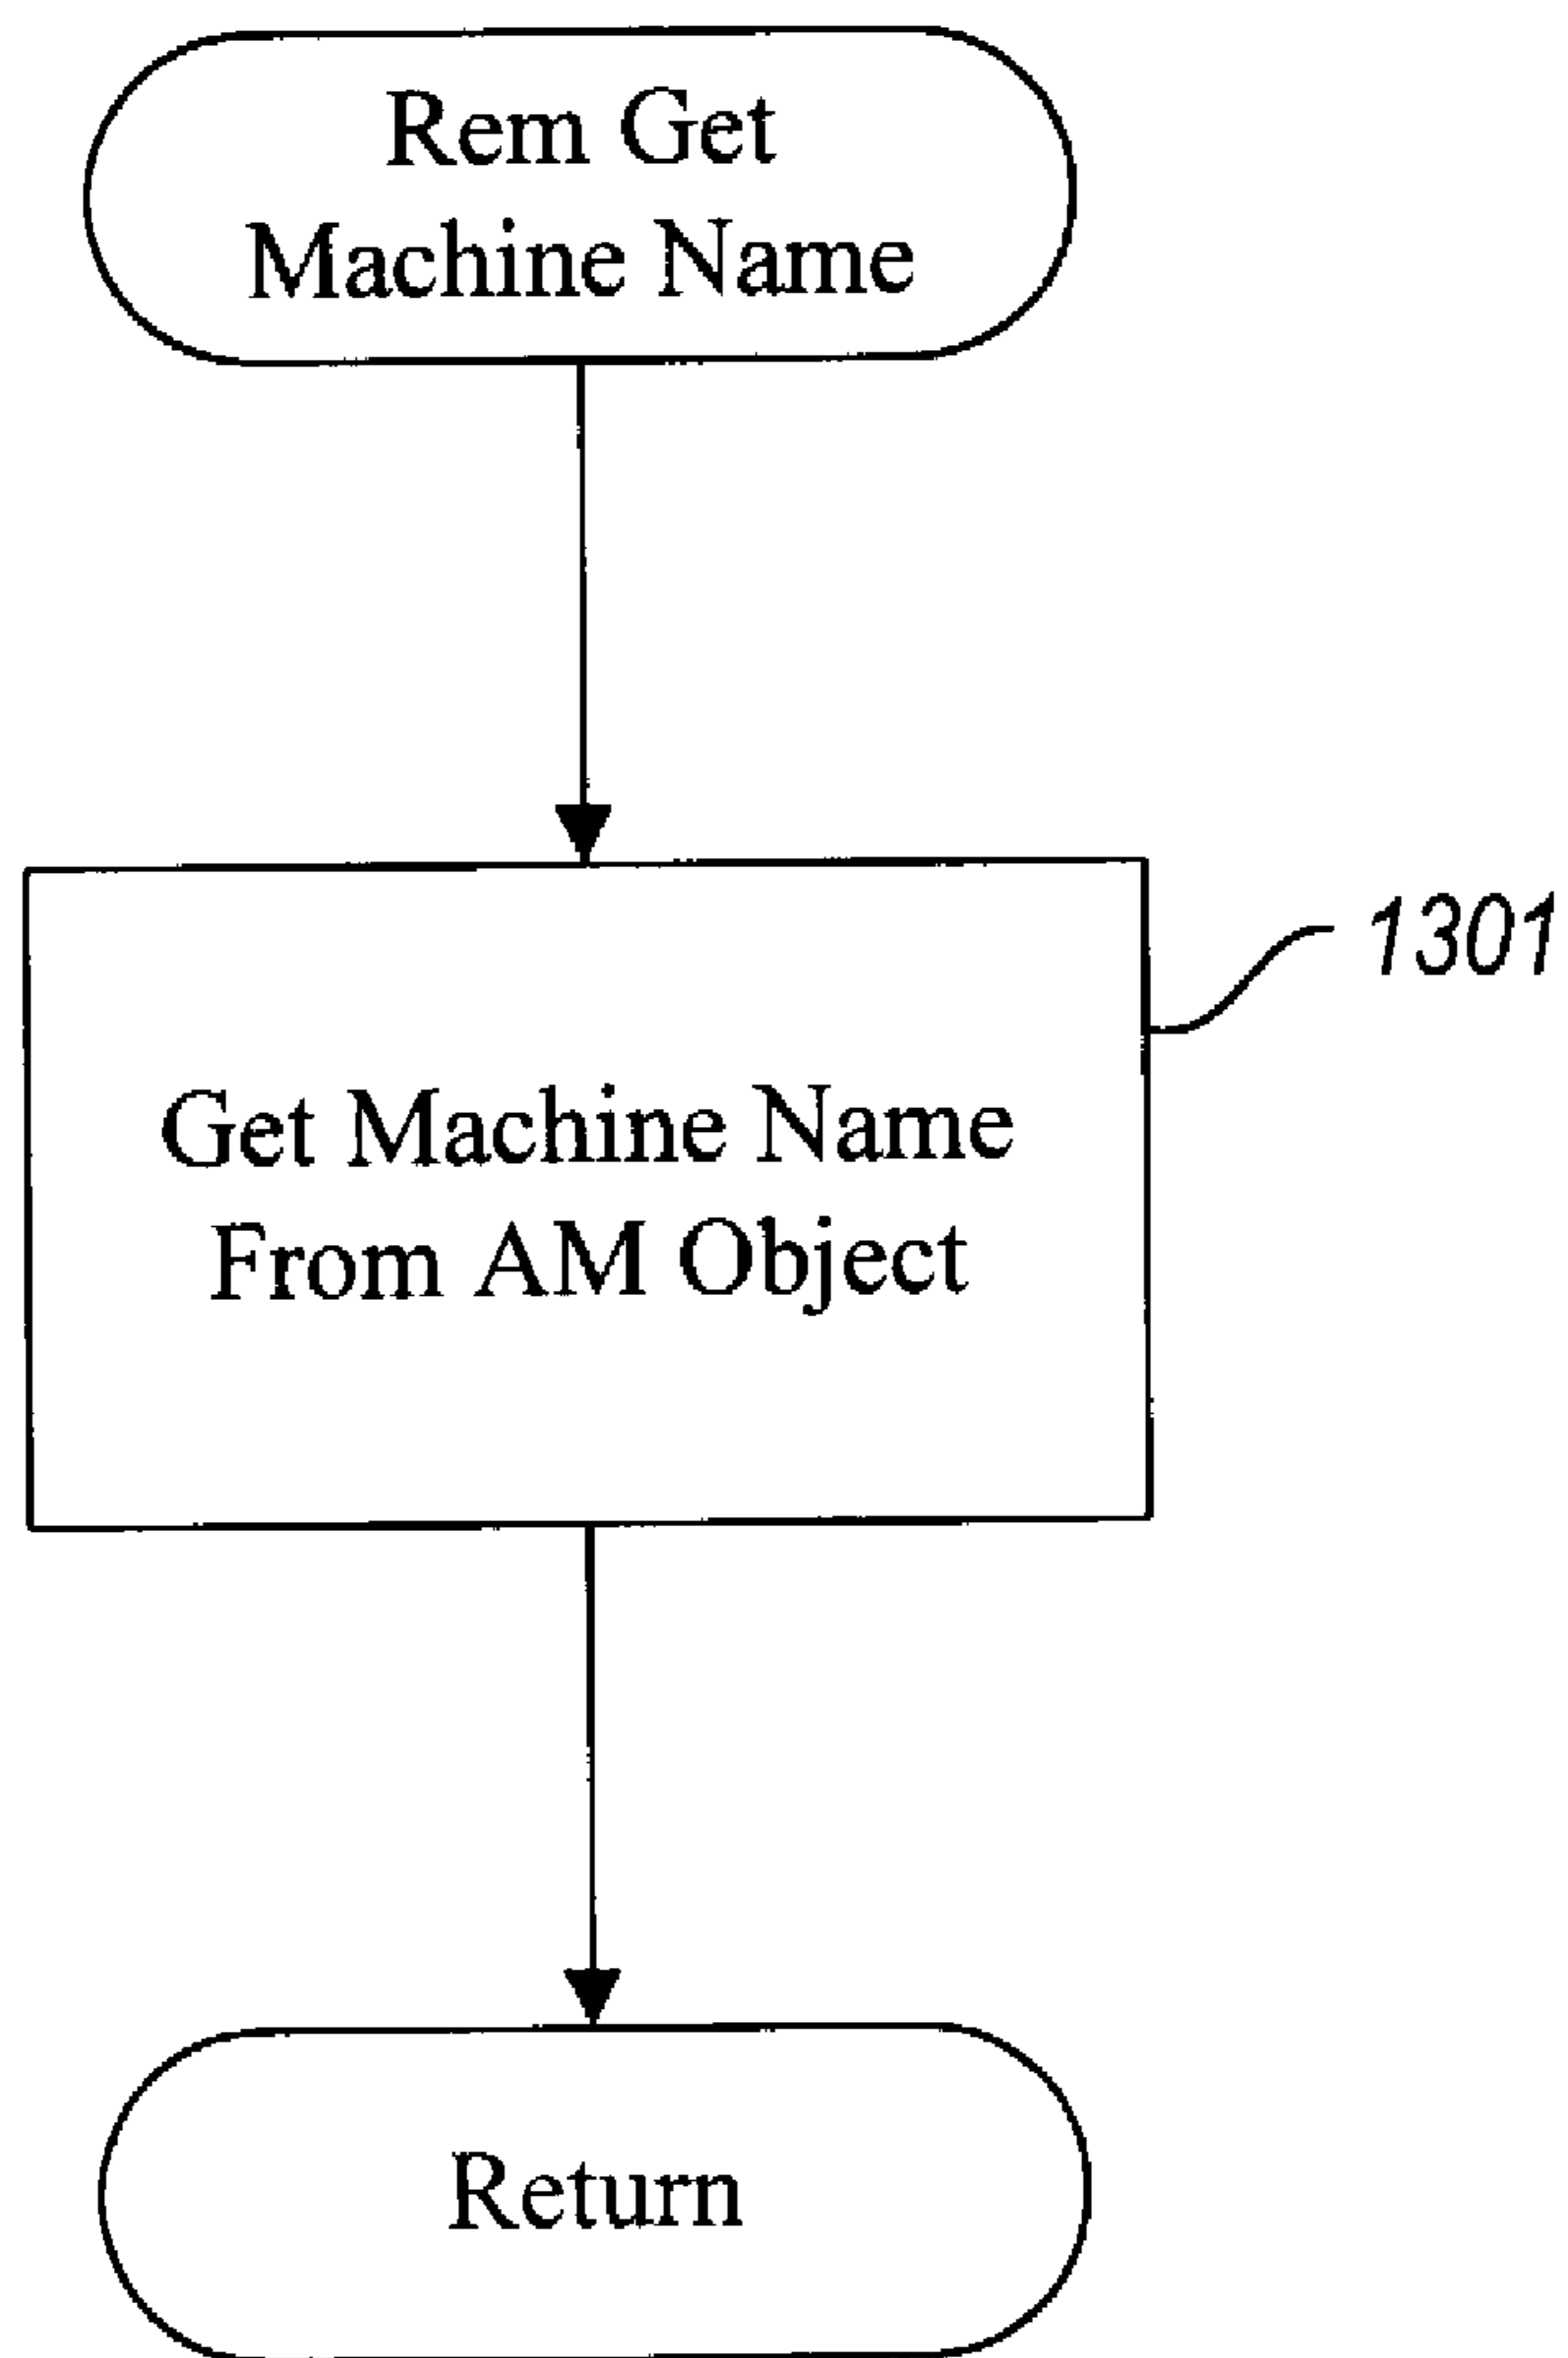 Rem Get
Machine Name
1301
Get Machine Name
From AM Object
Return